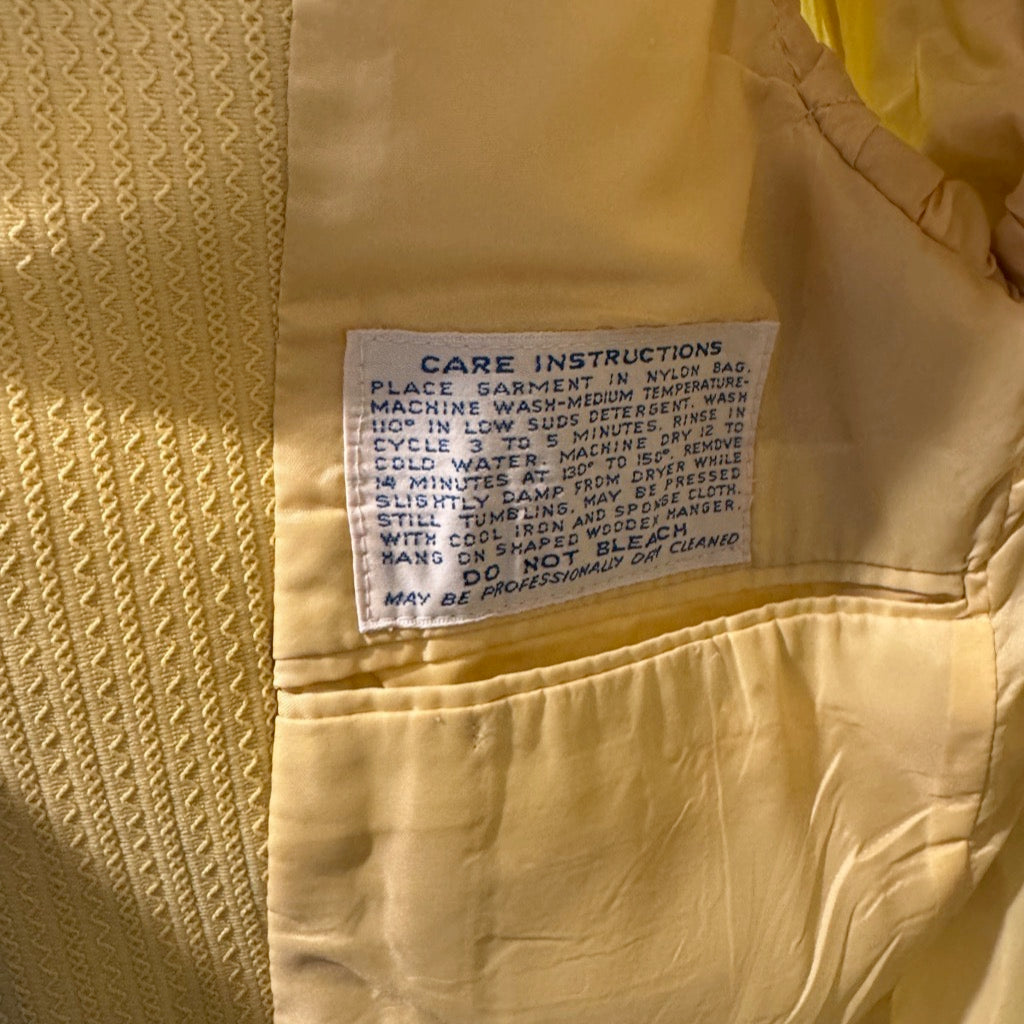 CARE INSTRUCTIONS
PLACE GARMENT IN NYLON BAG.
MACHINE WASH-MEDIUM TEMPERATURE-
110° IN LOW SUDS DETERGENT. WASH
CYCLE 3 TO 5 MINUTES. RINSE IN
COLD WATER. MACHINE DRY 12 TO
14 MINUTES AT 130° TO 150°. REMOVE
SLIGHTLY DAMP FROM DRYER WHILE
STILL TUMBLING. MAY BE PRESSED
WITH COOL IRON AND SPONGE CLOTH.
HANG ON SHAPED WOODEN HANGER.
DO NOT BLEACH
MAY BE PROFESSIONALLY DRY CLEANED